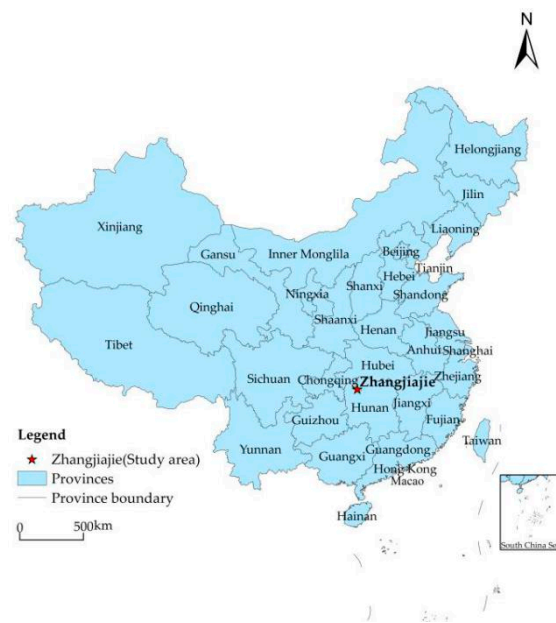 N
Helongjiang
Jilin
Xinjiang
Liaoning
Gansu
Inner Monglila
Beijing
Tianjin
Hebei
Ningxia
Shanxi
Shandong
Qinghai
Shaanxi
Henan
Jiangsu
Tibet
Anhui
Shanghai
Hubei
Sichuan
Chongqing
Zhangjiajie
Zhejiang
Hunan
Jiangxi
Guizhou
Fujian
Legend
Yunnan
Guangxi
Guangdong
Taiwan
Zhangjiajie(Study area)
Hong Kong
Provinces
Macao
Province boundary
Hainan
0 500km
South China Se